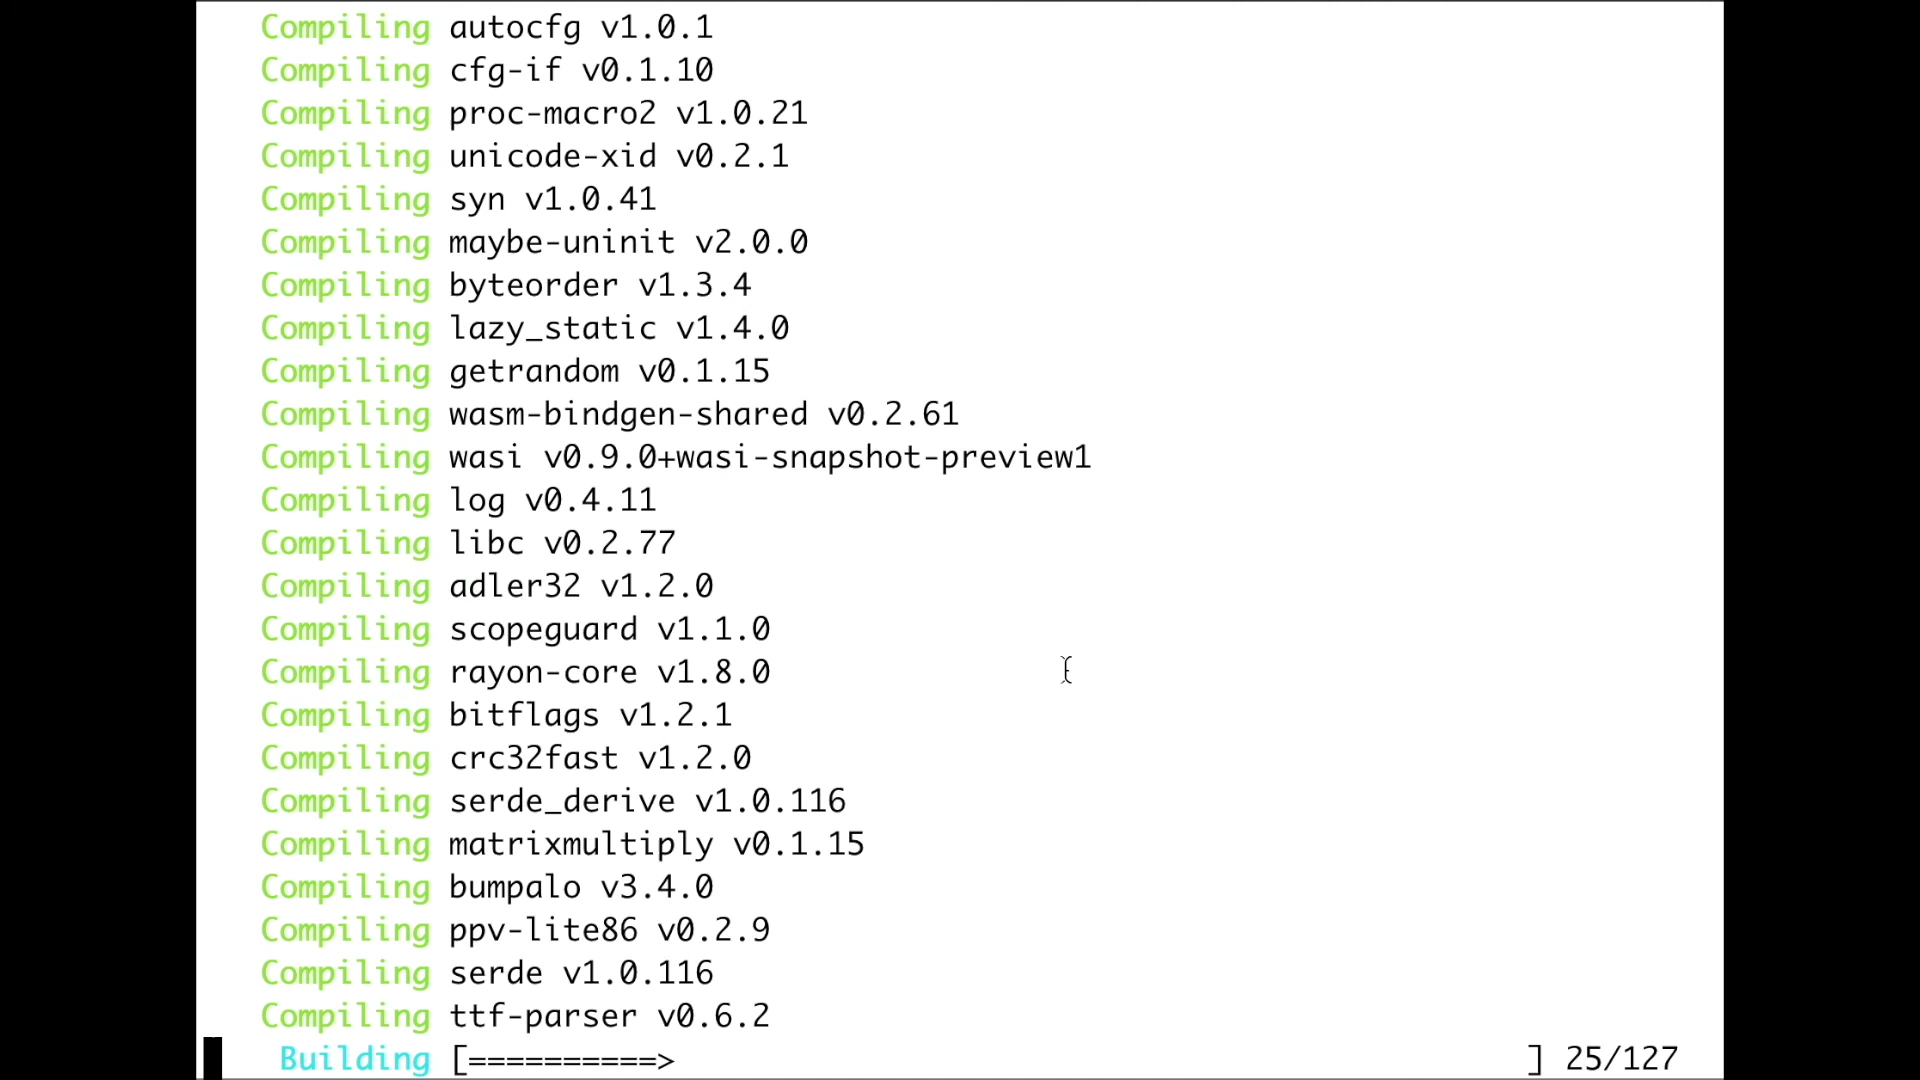 Compiling autocfg v1.0.1
Compiling cfg-if v0.1.10
Compiling proc-macro2 v1.0.21
Compiling unicode-xid v0.2.1
Compiling syn v1.0.41
Compiling maybe-uninit v2.0.0
Compiling byteorder v1.3.4
Compiling lazy_static v1.4.0
Compiling getrandom v0.1.15
Compiling wasm-bindgen-shared v0.2.61
Compiling wasi v0.9.0+wasi-snapshot-preview1
Compiling log v0.4.11
Compiling libc v0.2.77
Compiling adler32 v1.2.0
Compiling scopeguard v1.1.0
Compiling rayon-core v1.8.0
Compiling bitflags v1.2.1
Compiling crc32fast v1.2.0
Compiling serde_derive v1.0.116
Compiling matrixmultiply v0.1.15
Compiling bumpalo v3.4.0
Compiling ppv-lite86 v0.2.9
Compiling serde v1.0.116
Compiling ttf-parser v0.6.2
Building [==========> ] 25/127